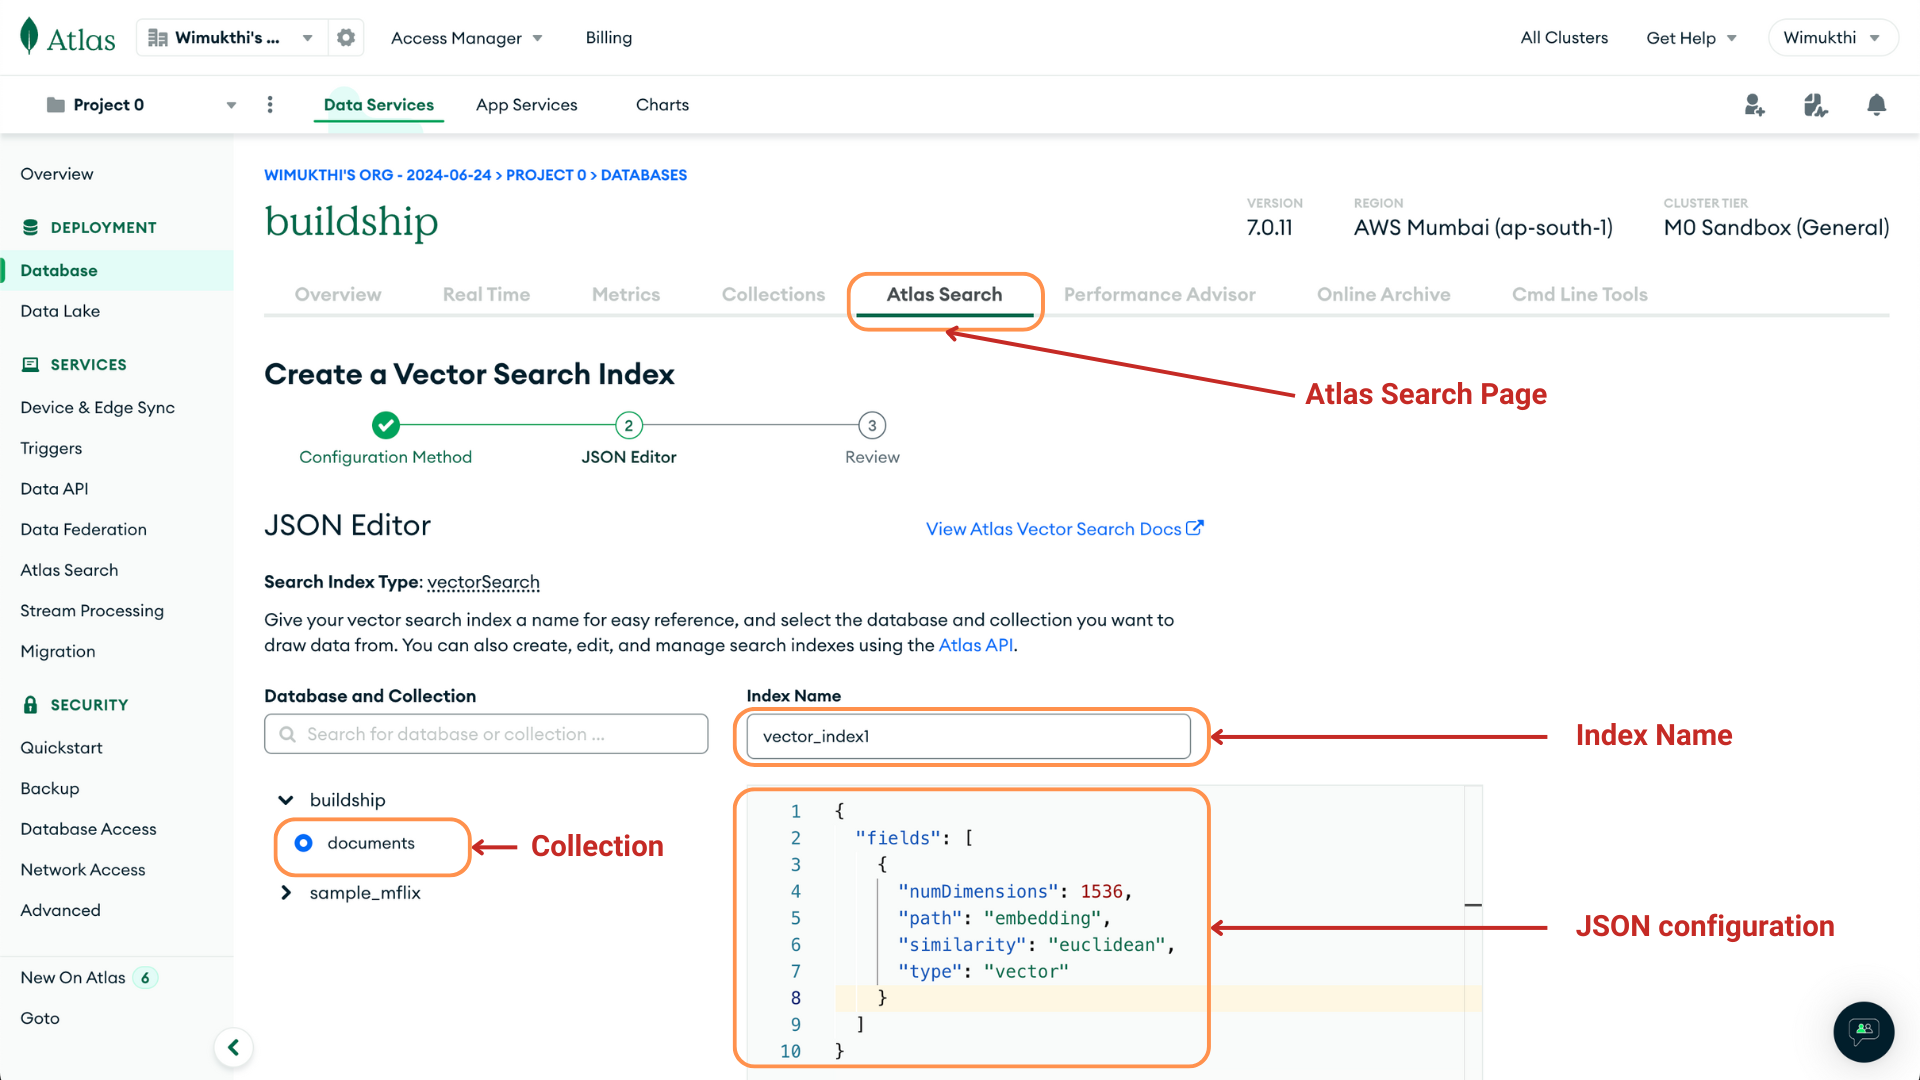 Atlas
Wimukthi's ...
Access Manager
Billing
All Clusters
Get Help
Wimukthi
Project 0
Data Services
App Services
Charts
Overview
DEPLOYMENT
Database
Data Lake
SERVICES
Device & Edge Sync
Triggers
Data API
Data Federation
Atlas Search
Stream Processing
Migration
SECURITY
Quickstart
Backup
Database Access
Network Access
Advanced
New On Atlas 6
Goto
WIMUKTHI'S ORG - 2024-06-24 > PROJECT 0 > DATABASES
buildship
VERSION
7.0.11
REGION
AWS Mumbai (ap-south-1)
CLUSTER TIER
M0 Sandbox (General)
Overview
Real Time
Metrics
Collections
Atlas Search
Performance Advisor
Online Archive
Cmd Line Tools
Atlas Search Page
Create a Vector Search Index
2
3
Configuration Method
JSON Editor
Review
JSON Editor
View Atlas Vector Search Docs
Search Index Type: vectorSearch
Give your vector search index a name for easy reference, and select the database and collection you want to
draw data from. You can also create, edit, and manage search indexes using the Atlas API.
Database and Collection
Search for database or collection ...
buildship
documents
Collection
sample_mflix
Index Name
vector_index1
Index Name
1 {
2 "fields": [
3 {
4 "numDimensions": 1536,
5 "path": "embedding",
6 "similarity": "euclidean",
7 "type": "vector"
8 }
9 ]
10 }
JSON configuration